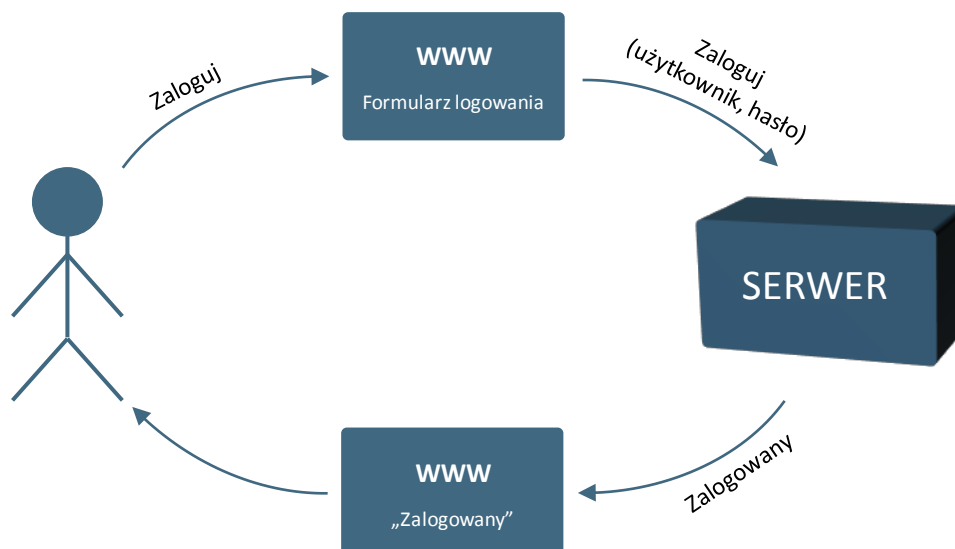 Zaloguj
WWW
Formularz logowania
Zaloguj
(użytkownik, hasło)
SERWER
Zalogowany
WWW
„Zalogowany”